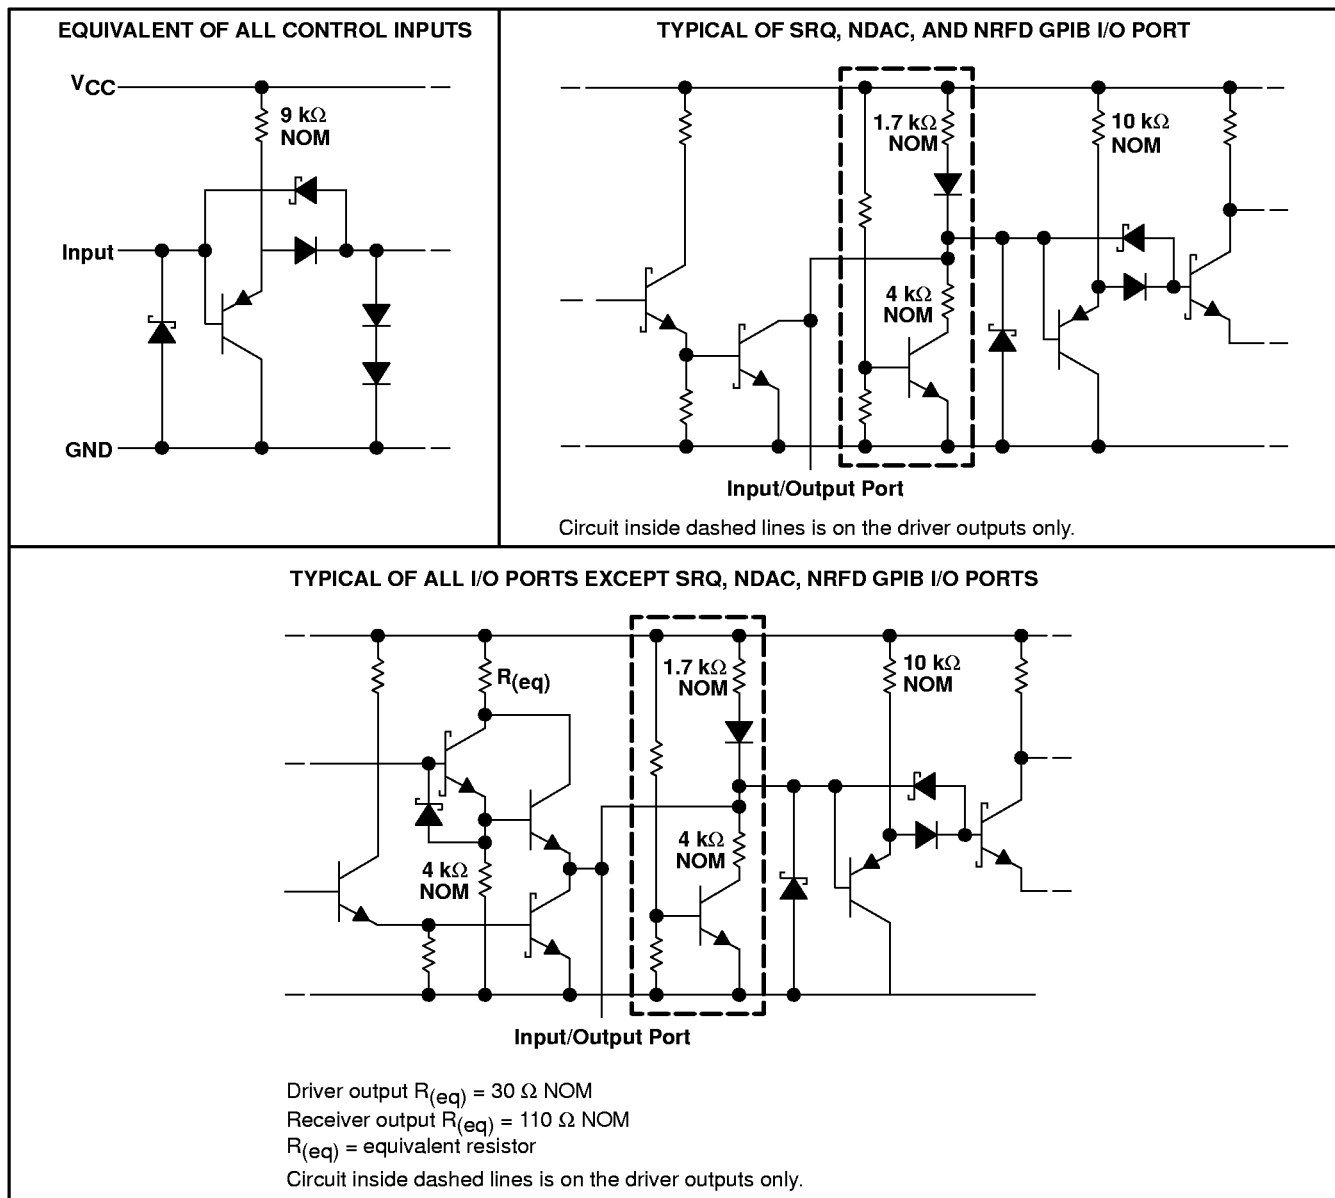 EQUIVALENT OF ALL CONTROL INPUTS
VCC
9 kΩ
NOM
Input
GND
TYPICAL OF SRQ, NDAC, AND NRFD GPIB I/O PORT
1.7 kΩ
NOM
10 kΩ
NOM
4 kΩ
NOM
Input/Output Port
Circuit inside dashed lines is on the driver outputs only.
TYPICAL OF ALL I/O PORTS EXCEPT SRQ, NDAC, NRFD GPIB I/O PORTS
R(eq)
1.7 kΩ
NOM
10 kΩ
NOM
4 kΩ
NOM
4 kΩ
NOM
Input/Output Port
Driver output R(eq) = 30 Ω NOM
Receiver output R(eq) = 110 Ω NOM
R(eq) = equivalent resistor
Circuit inside dashed lines is on the driver outputs only.